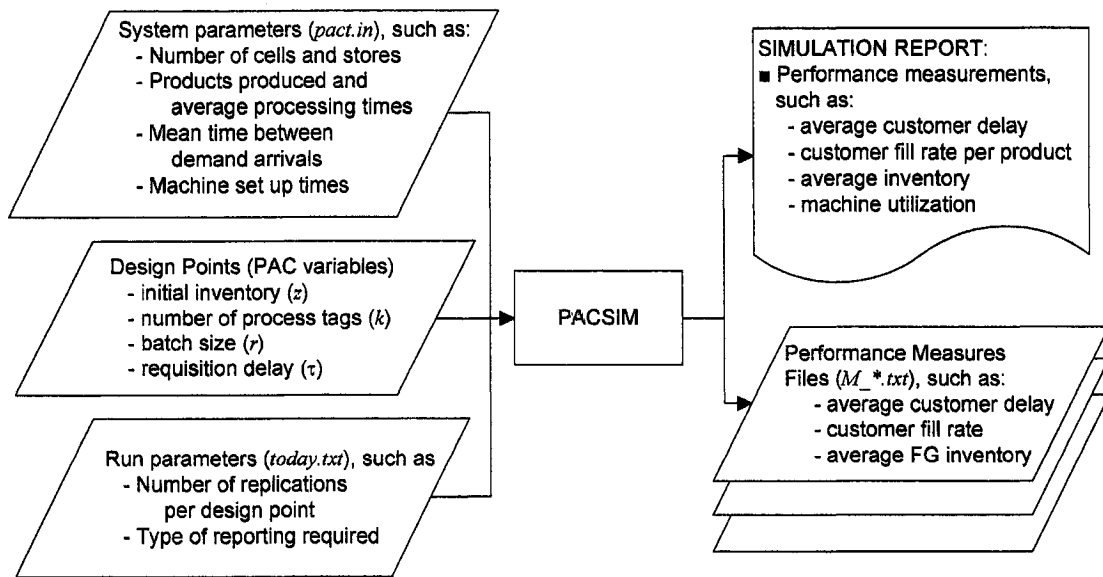 System parameters (pact.in), such as:
- Number of cells and stores
- Products produced and
average processing times
- Mean time between
demand arrivals
- Machine set up times
Design Points (PAC variables)
- initial inventory (z)
- number of process tags (k)
- batch size (r)
- requisition delay (τ)
Run parameters (today.txt), such as
- Number of replications
per design point
- Type of reporting required
PACSIM
SIMULATION REPORT:
■ Performance measurements,
such as:
- average customer delay
- customer fill rate per product
- average inventory
- machine utilization
Performance Measures
Files (M_*.txt), such as:
- average customer delay
- customer fill rate
- average FG inventory